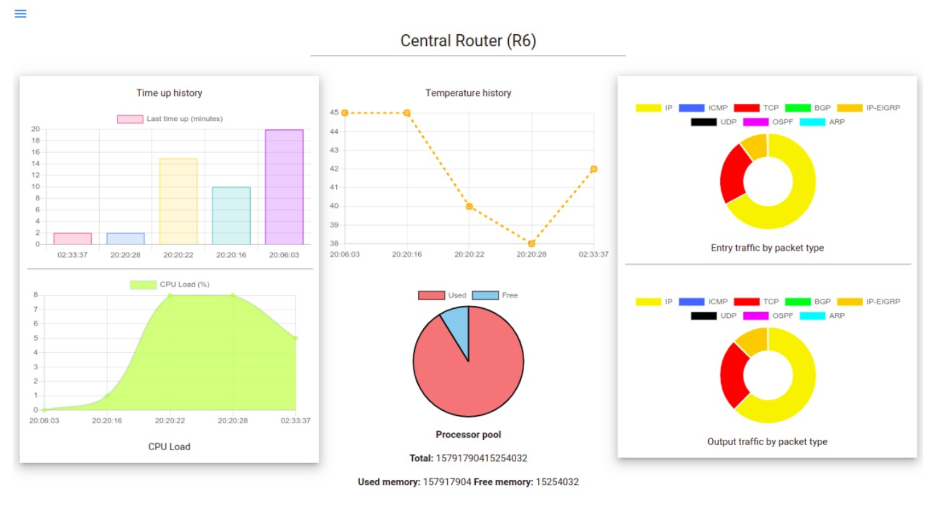 Central Router (R6)
Time up history
Last time up (minutes)
20
18
16
14
12
10
8
6
4
2
0
02:33:37 20:20:28 20:20:22 20:20:16 20:06:03
CPU Load (%)
8
7
6
5
4
3
2
1
0
20:06:03 20:20:16 20:20:22 20:20:28 02:33:37
CPU Load
Temperature history
45
44
43
42
41
40
39
38
20:06:03 20:20:16 20:20:22 20:20:28 02:33:37
Used Free
Processor pool
Total: 15791790415254032
Used memory: 157917904 Free memory: 15254032
IP ICMP TCP BGP IP-EIGRP
UDP OSPF ARP
Entry traffic by packet type
IP ICMP TCP BGP IP-EIGRP
UDP OSPF ARP
Output traffic by packet type